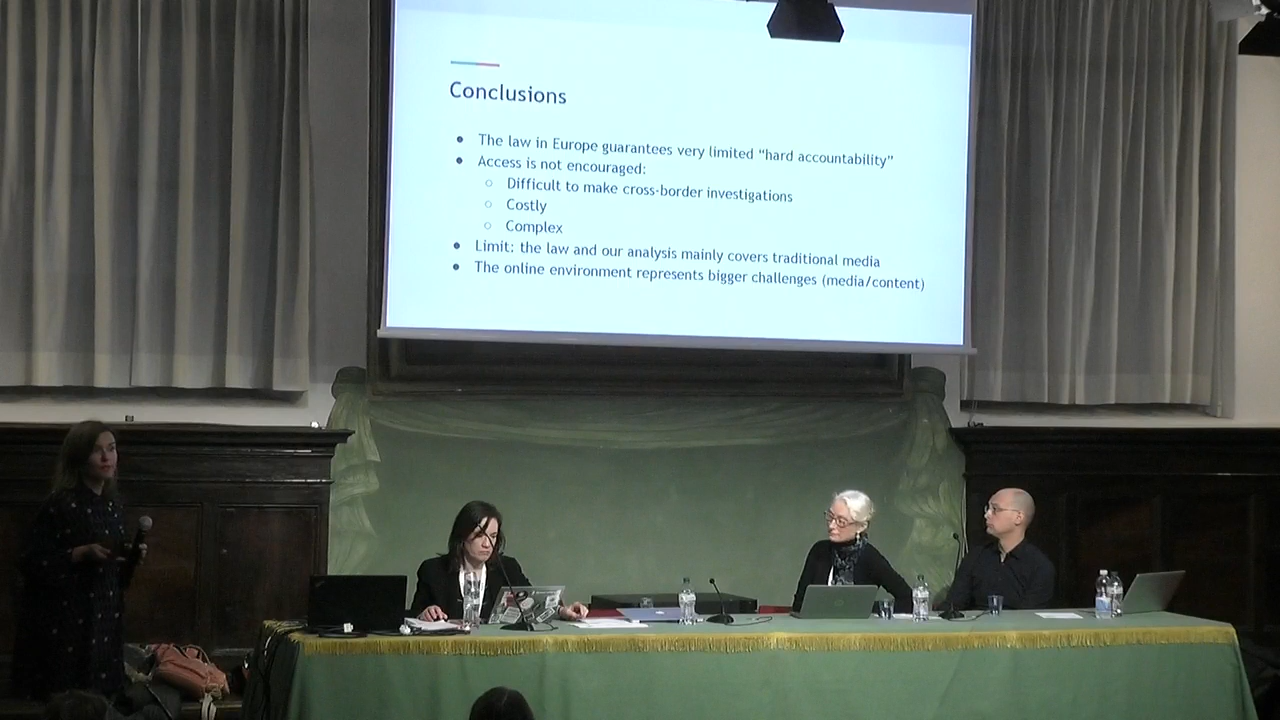 Conclusions
● The law in Europe guarantees very limited “hard accountability”
● Access is not encouraged:
○ Difficult to make cross-border investigations
○ Costly
○ Complex
● Limit: the law and our analysis mainly covers traditional media
● The online environment represents bigger challenges (media/content)